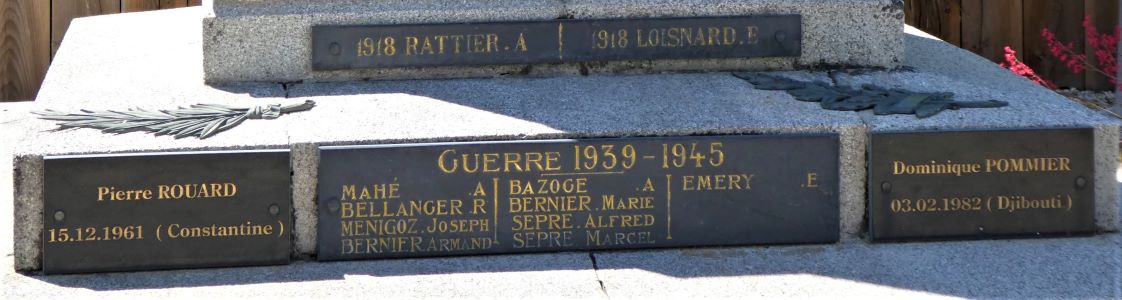 1918 RATTIER.A
1918 LOISNARD.E
Pierre ROUARD
15.12.1961 ( Constantine )
GUERRE 1939-1945
MAHÉ .A
BELLANGER.R
MENIGOZ.JOSEPH
BERNIER.ARMAND
BAZOGE .A
BERNIER.MARIE
SEPRE.ALFRED
SEPRE MARCEL
EMERY .E
Dominique POMMIER
03.02.1982 ( Djibouti )